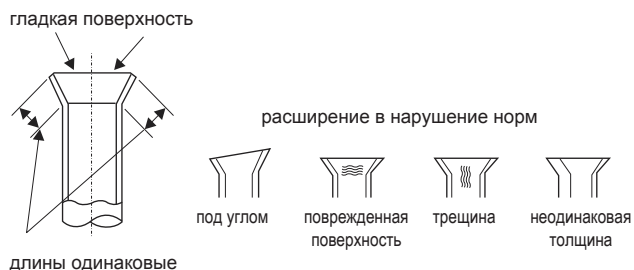 гладкая поверхность
расширение в нарушение норм
под углом
поврежденная
поверхность
трещина
неодинаковая
толщина
длины одинаковые